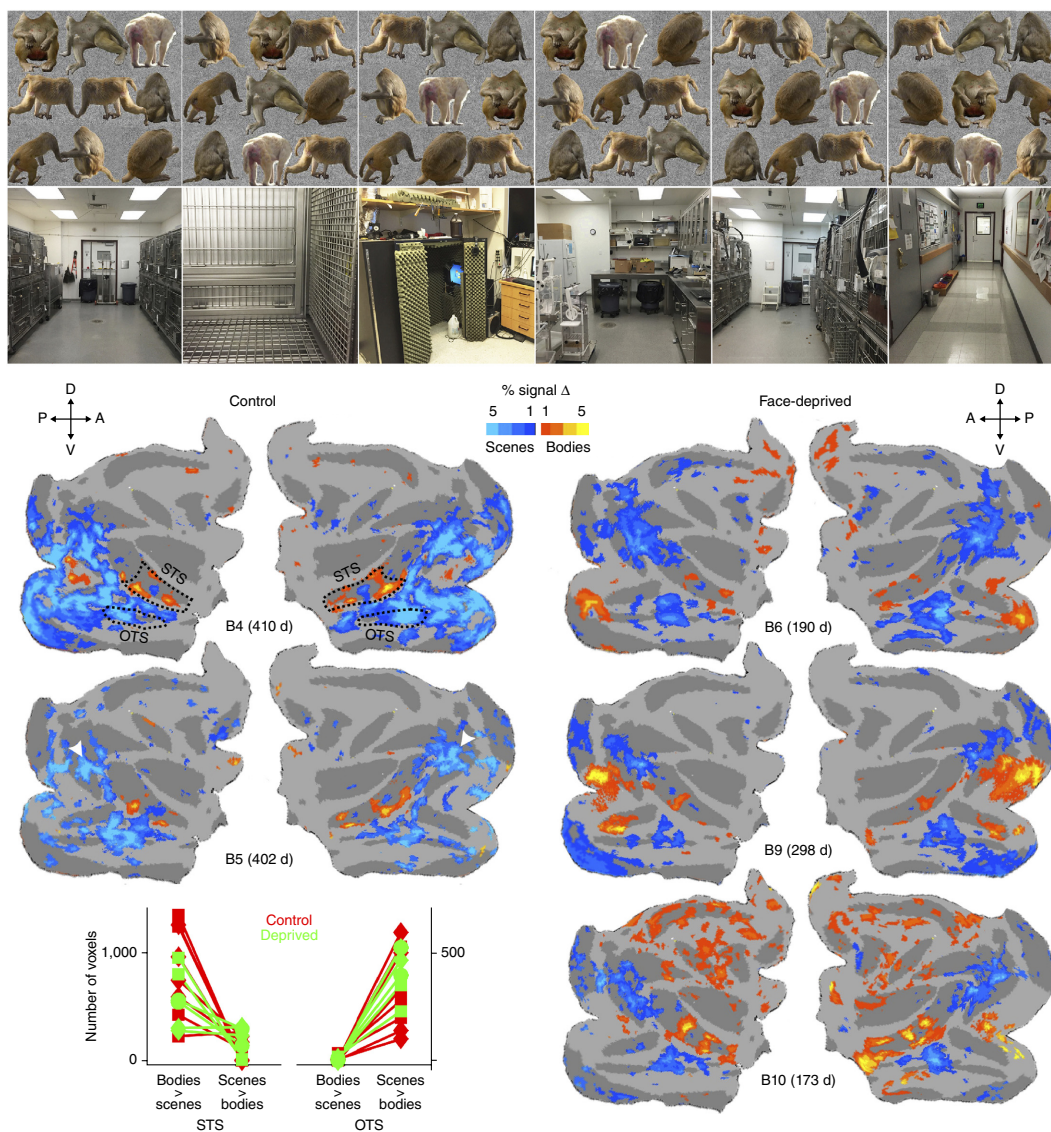 % signal Δ
D
P A
V
Control
5 1 1 5
Scenes Bodies
Face-deprived
D
A P
V
STS
OTS
B4 (410 d)
STS
OTS
B6 (190 d)
B5 (402 d)
B9 (298 d)
Control
Deprived
Number of voxels
1,000
0
500
0
Bodies
>
scenes
Scenes
>
bodies
STS
Bodies
>
scenes
Scenes
>
bodies
OTS
B10 (173 d)